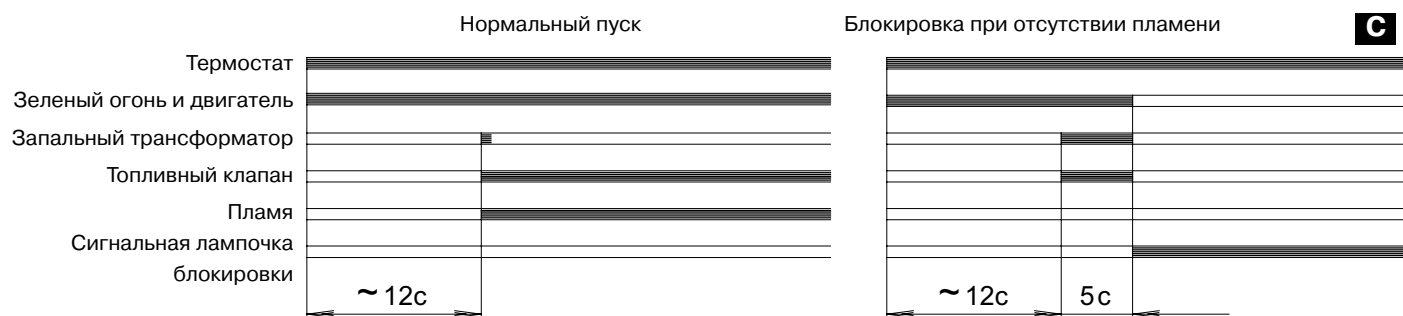 Нормальный пуск
Блокировка при отсутствии пламени
C
Термостат
Зеленый огонь и двигатель
Запальный трансформатор
Топливный клапан
Пламя
Сигнальная лампочка
блокировки
~12с
~12с
5с